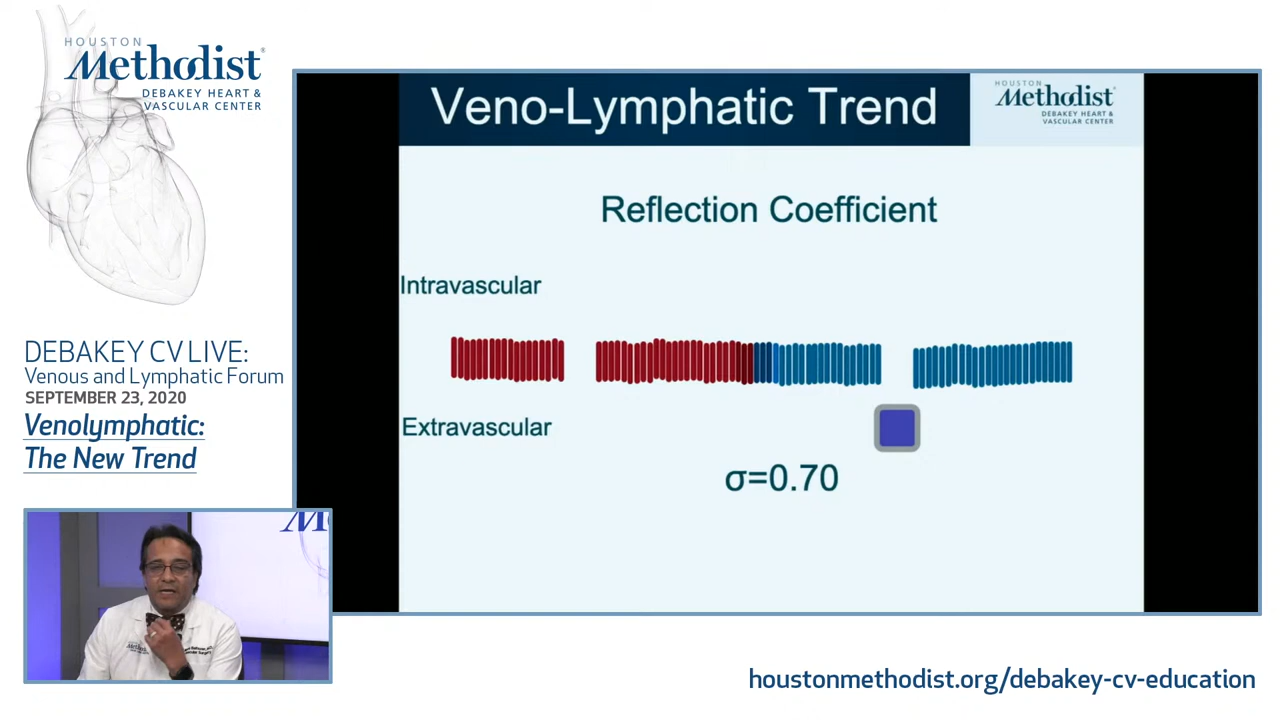 HOUSTON
Methodist
DEBAKEY HEART &
VASCULAR CENTER
DEBAKEY CV LIVE:
Venous and Lymphatic Forum
SEPTEMBER 23, 2020
Venolymphatic:
The New Trend
Veno-Lymphatic Trend
HOUSTON
Methodist
DEBAKEY HEART &
VASCULAR CENTER
Reflection Coefficient
Intravascular
Extravascular
σ=0.70
houstonmethodist.org/debakey-cv-education